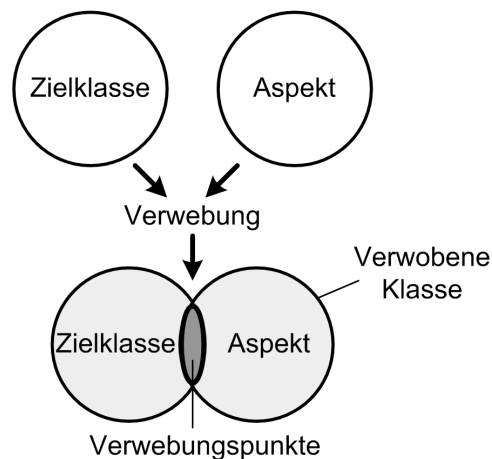 Zielklasse
Aspekt
Verwebung
Verwobene
Klasse
Zielklasse
Aspekt
Verwebungspunkte